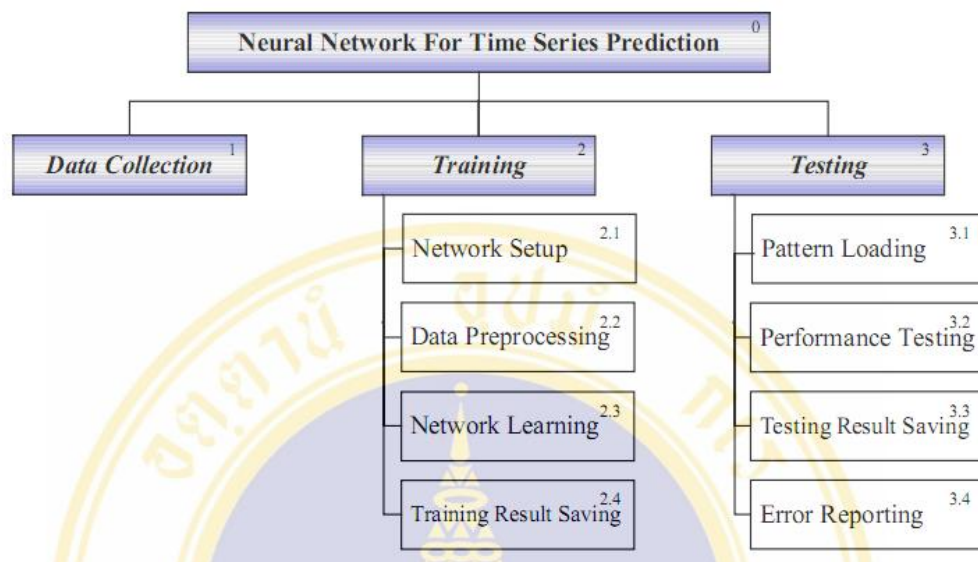 Neural Network For Time Series Prediction 0
Data Collection 1
Training 2
Testing 3
Network Setup 2.1
Data Preprocessing 2.2
Network Learning 2.3
Training Result Saving 2.4
Pattern Loading 3.1
Performance Testing 3.2
Testing Result Saving 3.3
Error Reporting 3.4